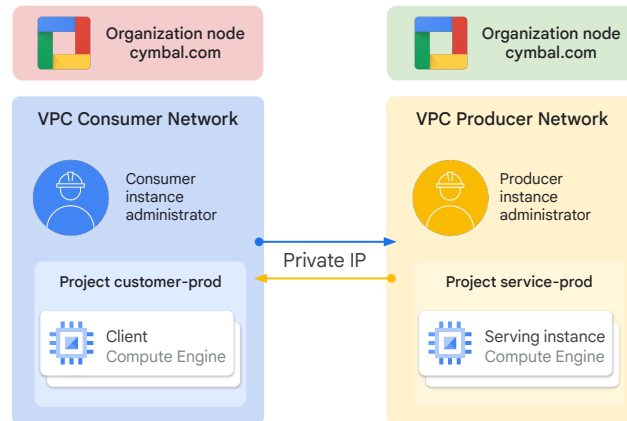 Organization node
cymbal.com
Organization node
cymbal.com
VPC Consumer Network
Consumer
instance
administrator
Project customer-prod
Client
Compute Engine
Private IP
VPC Producer Network
Producer
instance
administrator
Project service-prod
Serving instance
Compute Engine